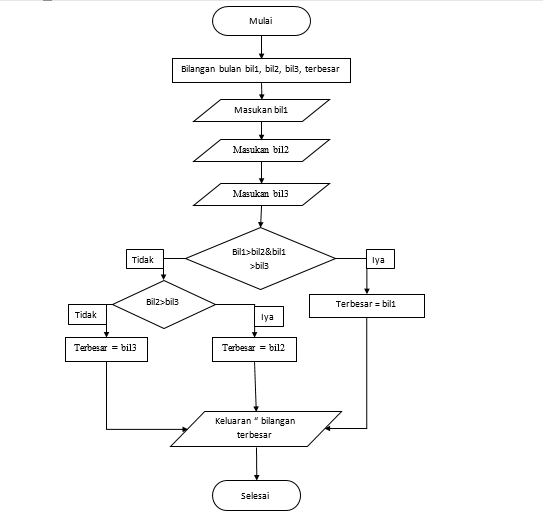 Mulai
Bilangan bulan bil1, bil2, bil3, terbesar
Masukan bil1
Masukan bil2
Masukan bil3
Bil1>bil2&bil1
>bil3
Tidak
Iya
Bil2>bil3
Terbesar = bil1
Tidak
Iya
Terbesar = bil3
Terbesar = bil2
Keluaran " bilangan
terbesar
Selesai